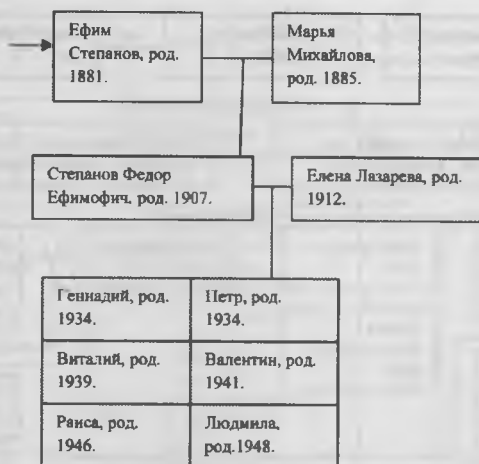 Ефим
Степанов, род.
1881.
Марья
Михайлова,
род. 1885.
Степанов Федор
Ефимофич, род. 1907.
Елена Лазарева, род.
1912.
Геннадий, род.
1934.
Петр, род.
1934.
Виталий, род.
1939.
Валентин, род.
1941.
Раиса, род.
1946.
Людмила,
род.1948.